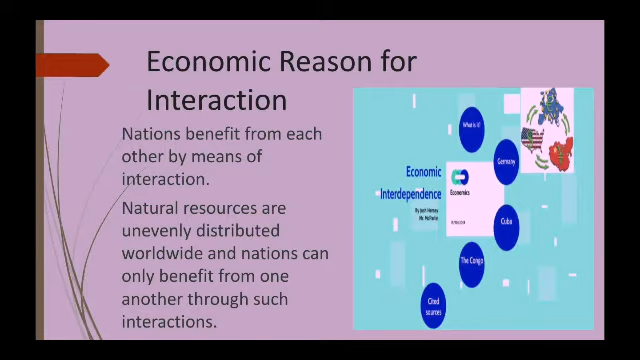 Economic Reason for
Interaction
Nations benefit from each
other by means of
interaction.
Natural resources are
unevenly distributed
worldwide and nations can
only benefit from one
another through such
interactions.
What is it?
Germany
Economic
Interdependence
Economics
Cuba
The Congo
Cited
sources